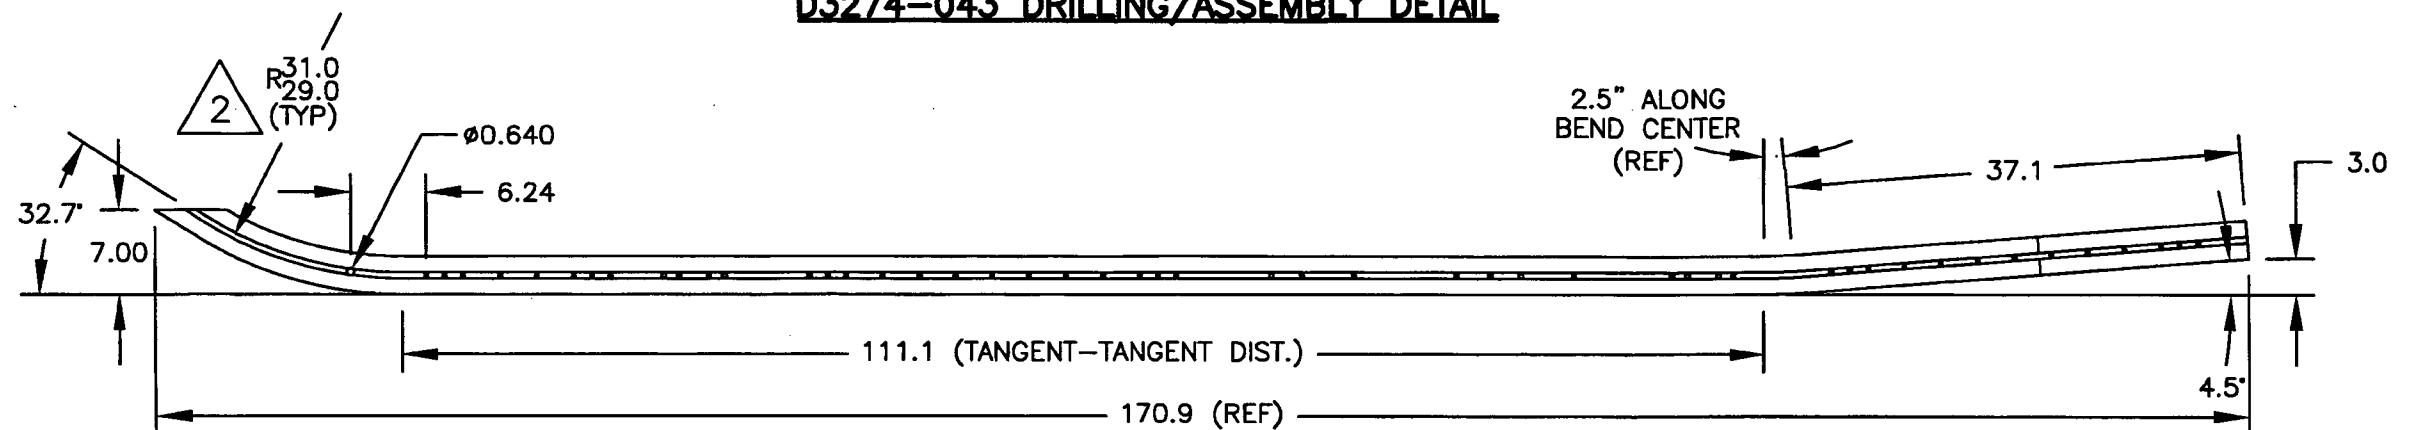 D3274-043 DRILLING/ASSEMBLY DETAIL
2
R31.0
29.0
(TYP)
ø0.640
2.5" ALONG
BEND CENTER
(REF)
37.1
3.0
6.24
32.7°
7.00
111.1 (TANGENT-TANGENT DIST.)
4.5°
170.9 (REF)